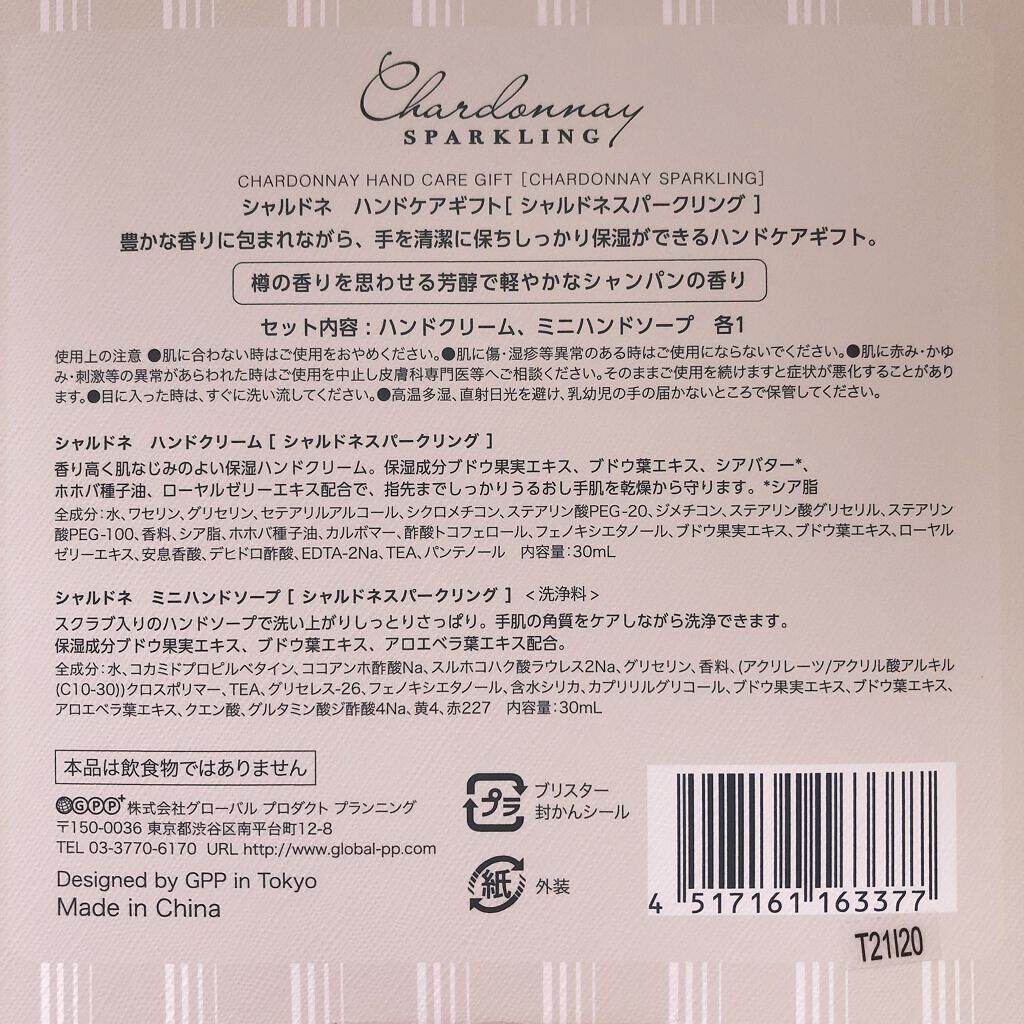 Chardonnay
SPARKLING
CHARDONNAY HAND CARE GIFT [CHARDONNAY SPARKLING]
シャルドネ　ハンドケアギフト[ シャルドネスパークリング ]
豊かな香りに包まれながら、手を清潔に保ちしっかり保湿ができるハンドケアギフト。
樽の香りを思わせる芳醇で軽やかなシャンパンの香り
セット内容：ハンドクリーム、ミニハンドソープ　各1
使用上の注意 ●肌に合わない時はご使用をおやめください。●肌に傷・湿疹等異常のある時はご使用にならないでください。●肌に赤み・かゆ
み・刺激等の異常があらわれた時はご使用を中止し皮膚科専門医等へご相談ください。そのままご使用を続けますと症状が悪化することがあり
ます。●目に入った時は、すぐに洗い流してください。●高温多湿、直射日光を避け、乳幼児の手の届かないところで保管してください。
シャルドネ　ハンドクリーム [ シャルドネスパークリング ]
香り高く肌なじみのよい保湿ハンドクリーム。保湿成分ブドウ果実エキス、ブドウ葉エキス、シアバター*、
ホホバ種子油、ローヤルゼリーエキス配合で、指先までしっかりうるおし手肌を乾燥から守ります。*シア脂
全成分：水、ワセリン、グリセリン、セテアリルアルコール、シクロメチコン、ステアリン酸PEG-20、ジメチコン、ステアリン酸グリセリル、ステアリン
酸PEG-100、香料、シア脂、ホホバ種子油、カルボマー、酢酸トコフェロール、フェノキシエタノール、ブドウ果実エキス、ブドウ葉エキス、ローヤル
ゼリーエキス、安息香酸、デヒドロ酢酸、EDTA-2Na、TEA、パンテノール　内容量：30mL
シャルドネ　ミニハンドソープ [ シャルドネスパークリング ] ＜洗浄料＞
スクラブ入りのハンドソープで洗い上がりしっとりさっぱり。手肌の角質をケアしながら洗浄できます。
保湿成分ブドウ果実エキス、ブドウ葉エキス、アロエベラ葉エキス配合。
全成分：水、コカミドプロピルベタイン、ココアンホ酢酸Na、スルホコハク酸ラウレス2Na、グリセリン、香料、(アクリレーツ/アクリル酸アルキル
(C10-30))クロスポリマー、TEA、グリセレス-26、フェノキシエタノール、含水シリカ、カプリリルグリコール、ブドウ果実エキス、ブドウ葉エキス、
アロエベラ葉エキス、クエン酸、グルタミン酸ジ酢酸4Na、黄4、赤227　内容量：30mL
本品は飲食物ではありません
GPP+ 株式会社グローバル プロダクト プランニング
〒150-0036 東京都渋谷区南平台町12-8
TEL 03-3770-6170 URL http://www.global-pp.com
Designed by GPP in Tokyo
Made in China
プラ ブリスター
封かんシール
紙 外装
4 517161 163377
T21I20